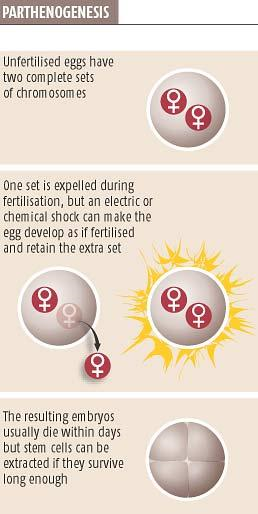 PARTHENOGENESIS
Unfertilised eggs have
two complete sets
of chromosomes
One set is expelled during
fertilisation, but an electric or
chemical shock can make the
egg develop as if fertilised
and retain the extra set
The resulting embryos
usually die within days
but stem cells can be
extracted if they survive
long enough